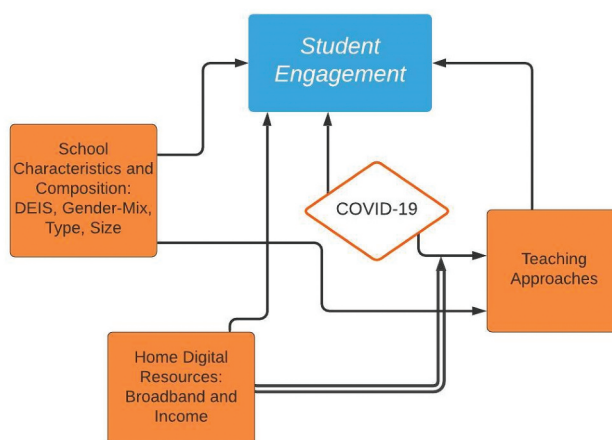 Student
Engagement
School
Characteristics and
Composition:
DEIS, Gender-Mix,
Type, Size
COVID-19
Teaching
Approaches
Home Digital
Resources:
Broadband and
Income